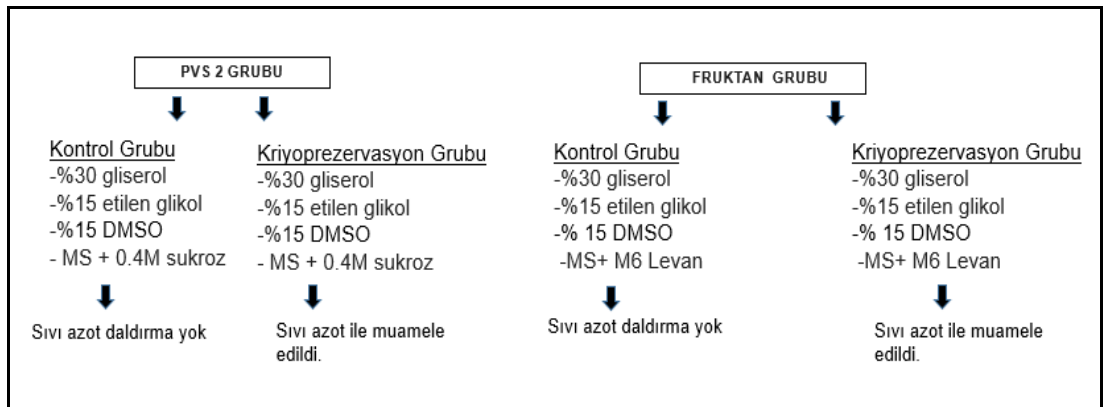 PVS 2 GRUBU
Kontrol Grubu
-%30 gliserol
-%15 etilen glikol
-%15 DMSO
- MS + 0.4M sukroz
Sıvı azot daldırma yok
Kriyoprezervasyon Grubu
-%30 gliserol
-%15 etilen glikol
-%15 DMSO
- MS + 0.4M sukroz
Sıvı azot ile muamele
edildi.
FRUKTAN GRUBU
Kontrol Grubu
-%30 gliserol
-%15 etilen glikol
-% 15 DMSO
-MS+ M6 Levan
Sıvı azot daldırma yok
Kriyoprezervasyon Grubu
-%30 gliserol
-%15 etilen glikol
-% 15 DMSO
-MS+ M6 Levan
Sıvı azot ile muamele
edildi.